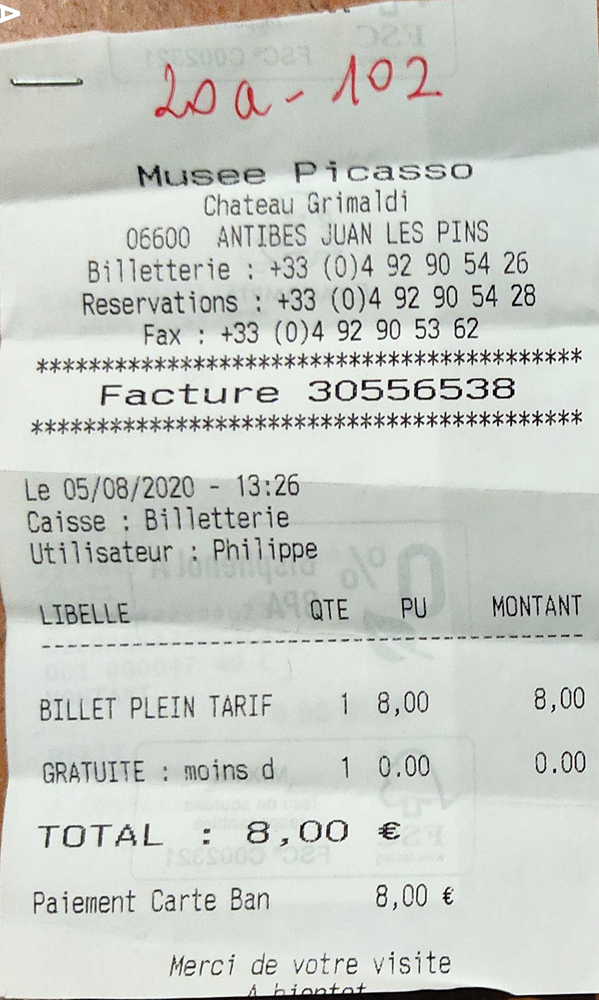 20a - 102
Musee Picasso
Chateau Grimaldi
06600 ANTIBES JUAN LES PINS
Billetterie : +33 (0)4 92 90 54 26
Reservations : +33 (0)4 92 90 54 28
Fax : +33 (0)4 92 90 53 62
******************************************
Facture 30556538
******************************************
Le 05/08/2020 - 13:26
Caisse : Billetterie
Utilisateur : Philippe
LIBELLE QTE PU MONTANT
------------------------------------------
BILLET PLEIN TARIF 1 8,00 8,00
GRATUITE : moins d 1 0.00 0.00
TOTAL : 8,00 €
Paiement Carte Ban 8,00 €
Merci de votre visite
A bientot